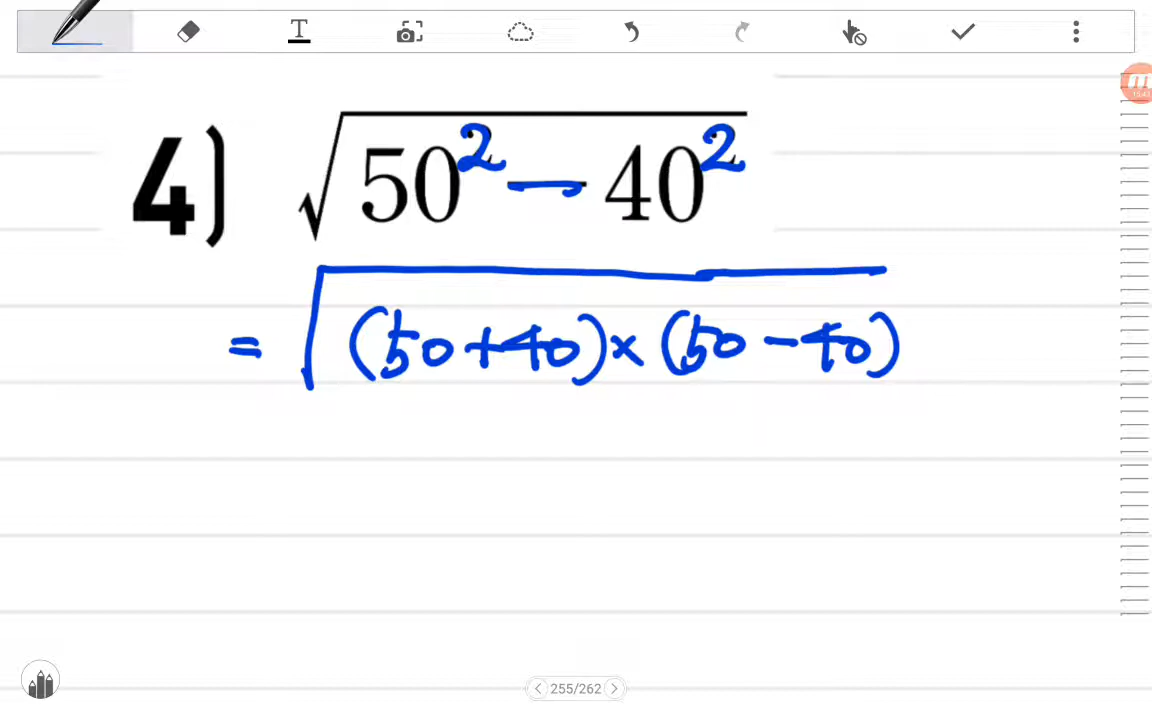 T
4) √50² − 40²
= √(50+40)×(50−40)
255/262